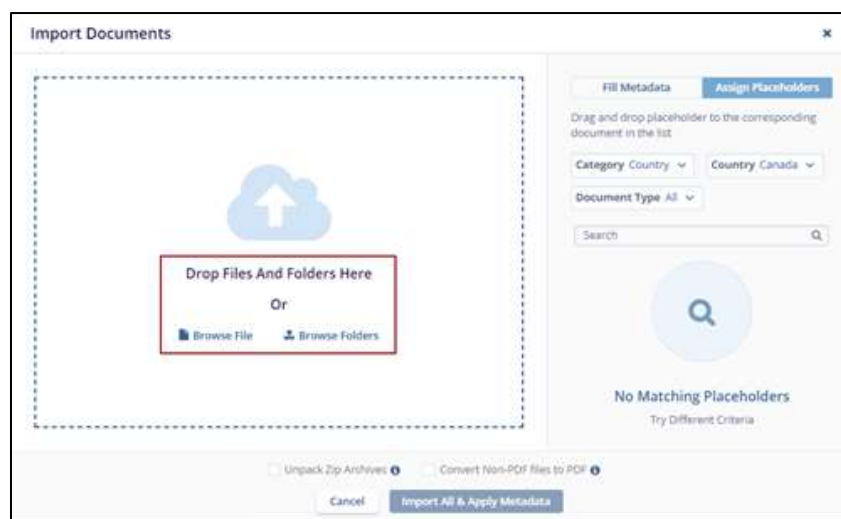 Import Documents
Drop Files And Folders Here
Or
Browse File Browse Folders
Fill Metadata Assign Placeholders
Drag and drop placeholder to the corresponding
document in the list
Category Country Country Canada
Document Type All
Search
No Matching Placeholders
Try Different Criteria
Unpack Zip Archives Convert Non-PDF files to PDF
Cancel Import All & Apply Metadata